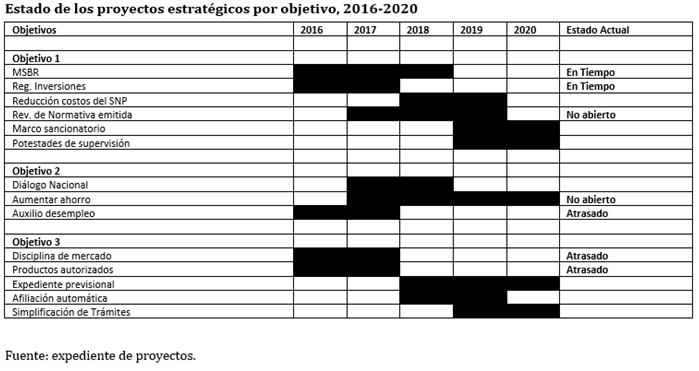 Estado de los proyectos estratégicos por objetivo, 2016-2020
Objetivos 2016 2017 2018 2019 2020 Estado Actual
Objetivo 1
MSBR En Tiempo
Reg. Inversiones En Tiempo
Reducción costos del SNP
Rev. de Normativa emitida No abierto
Marco sancionatorio
Potestades de supervisión
Objetivo 2
Diálogo Nacional
Aumentar ahorro No abierto
Auxilio desempleo Atrasado
Objetivo 3
Disciplina de mercado Atrasado
Productos autorizados Atrasado
Expediente previsional
Afiliación automática
Simplificación de Trámites
Fuente: expediente de proyectos.